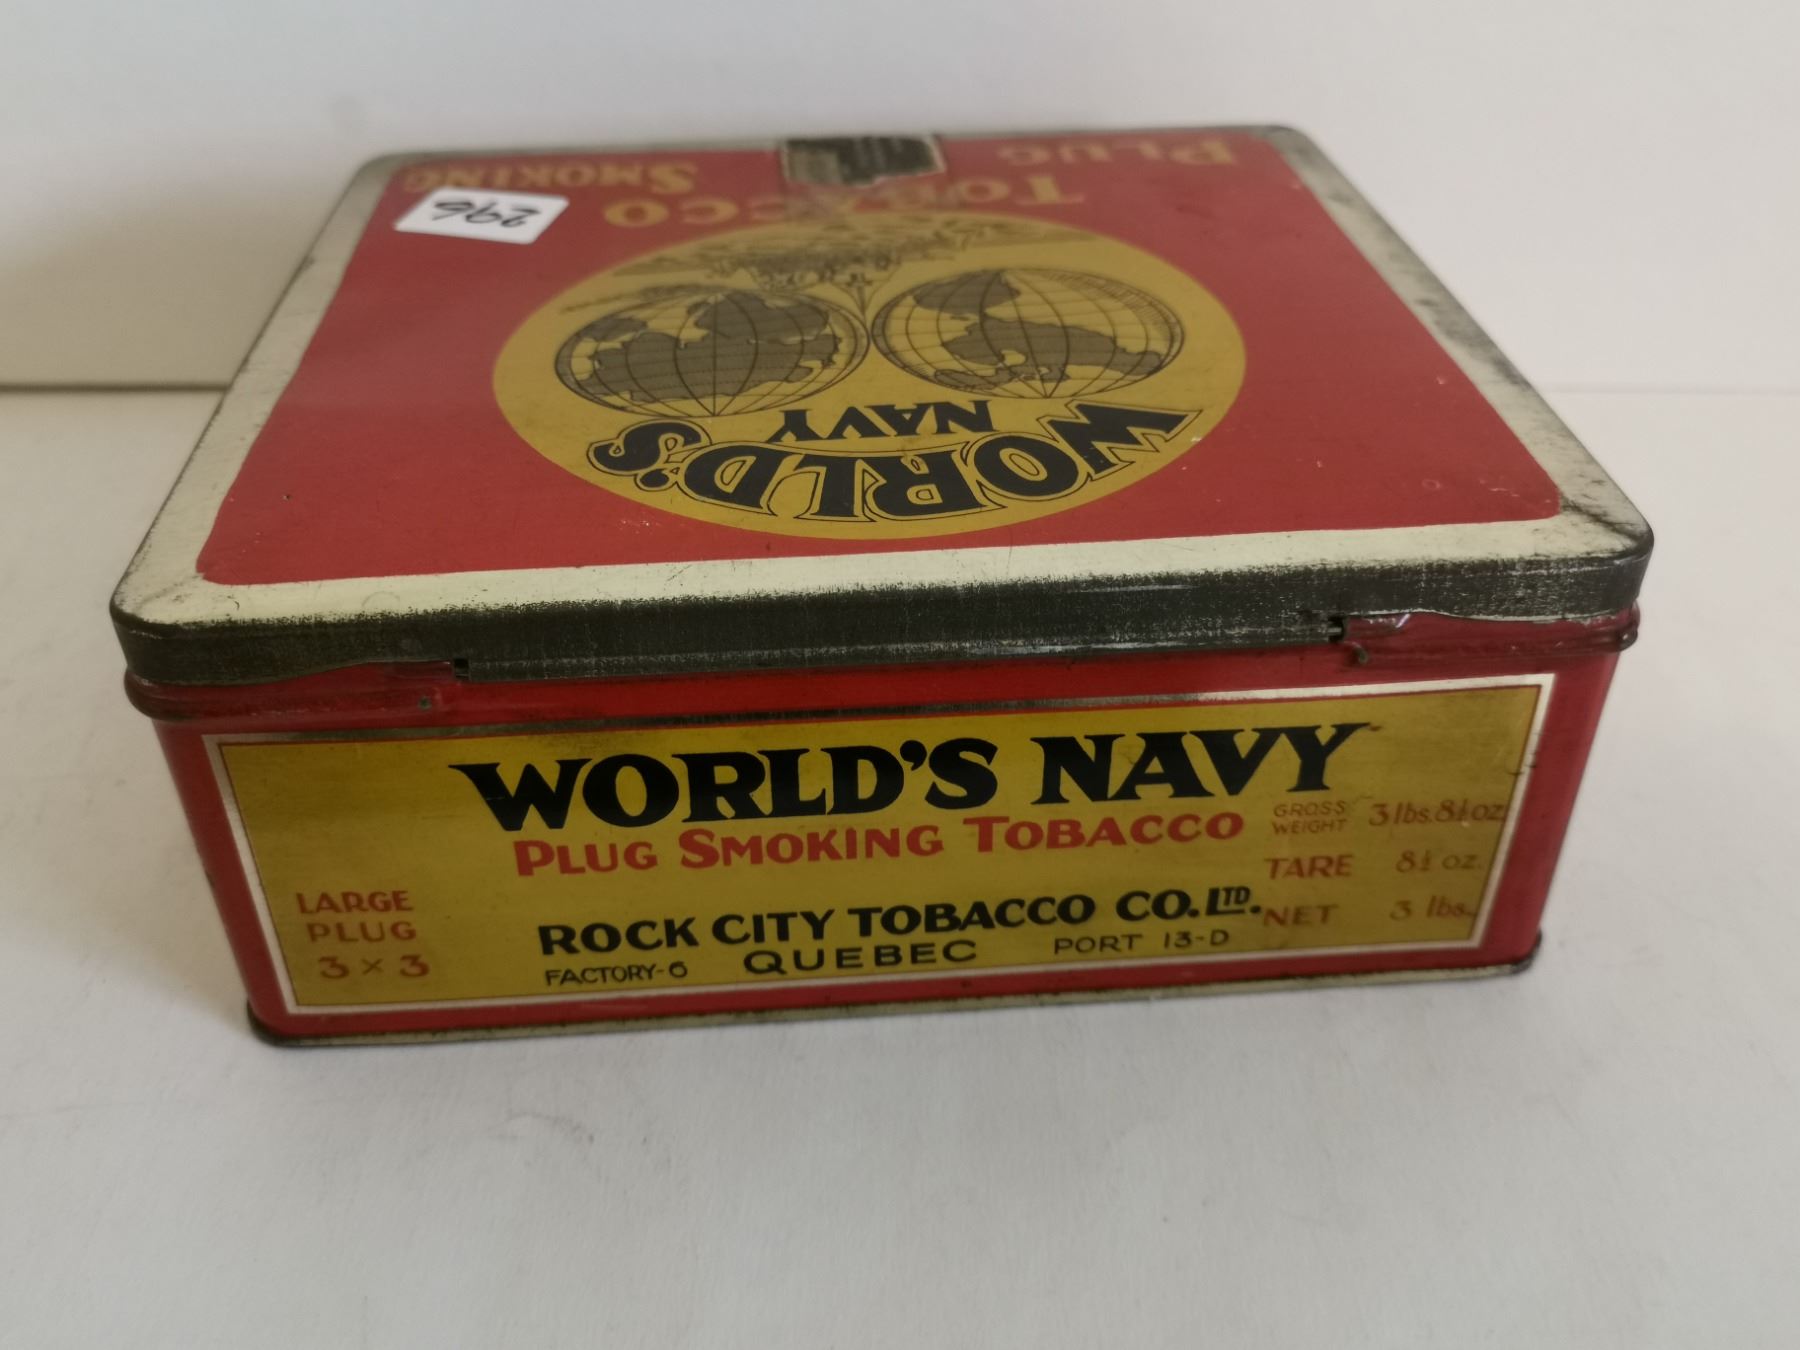 PLUG
SMOKING
TOBACCO
WORLD'S
NAVY
296
WORLD'S NAVY
PLUG SMOKING TOBACCO
GROSS WEIGHT 3 lbs. 8½ oz.
TARE 8½ oz.
NET 3 lbs.
LARGE
PLUG
3 × 3
ROCK CITY TOBACCO CO. LTD.
FACTORY-6 QUEBEC PORT 13-D